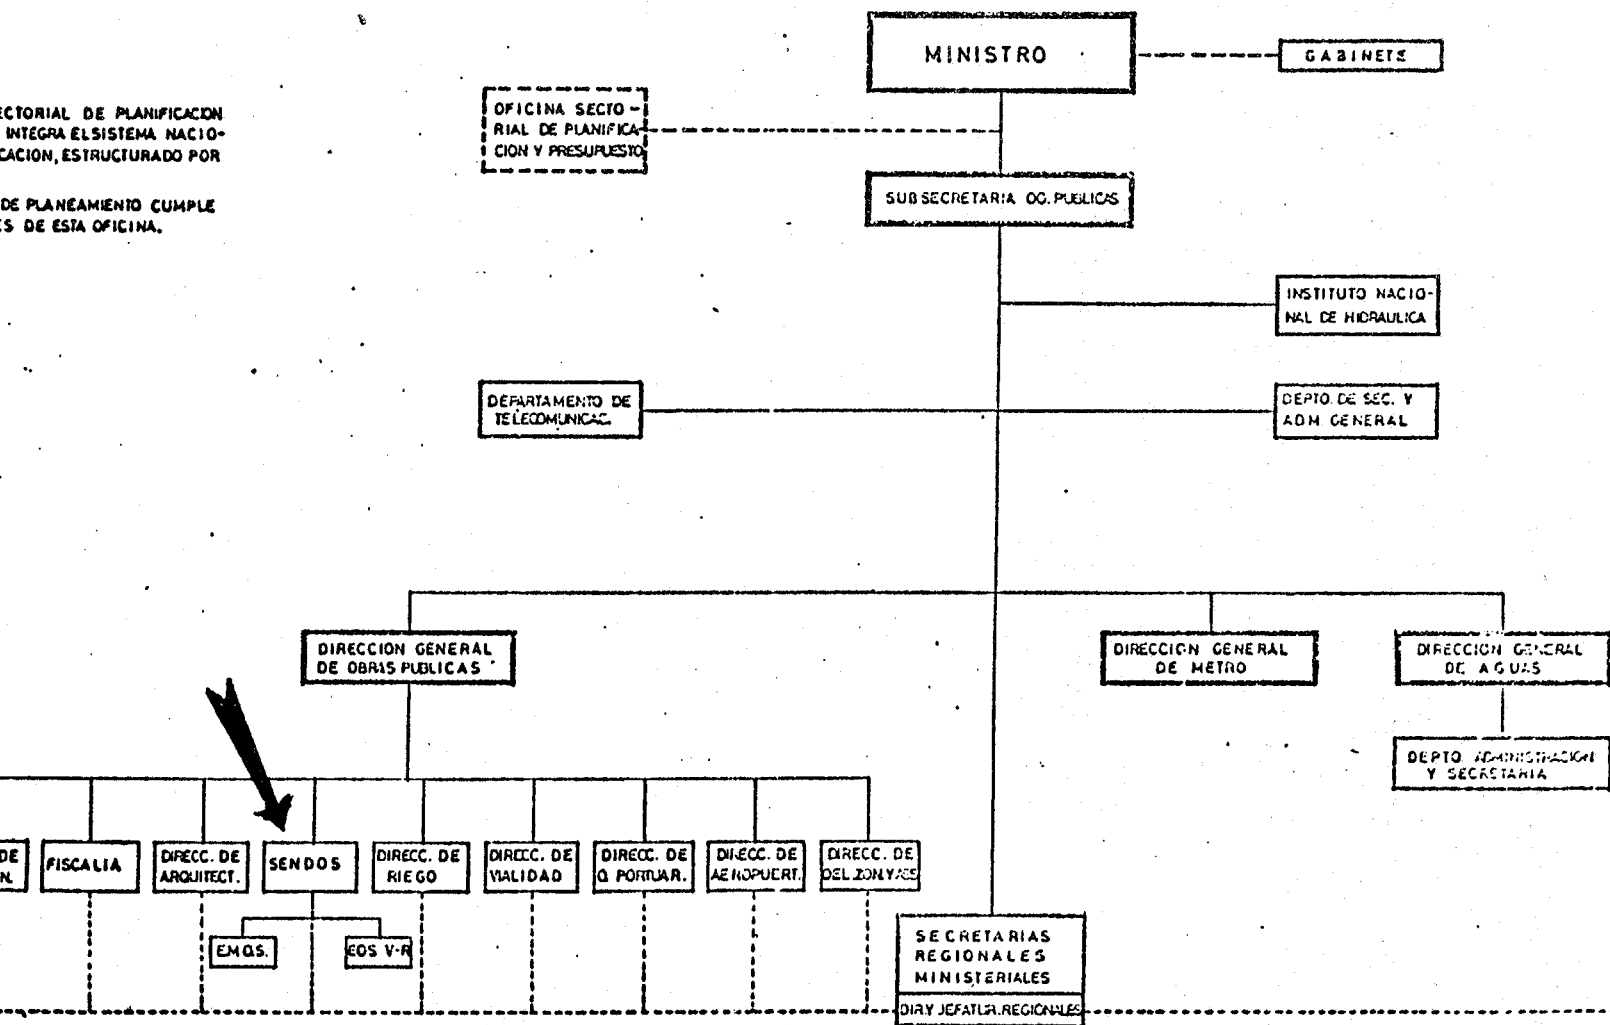 MINISTRO
GABINETE
ECTORIAL DE PLANIFICACION
INTEGRA EL SISTEMA NACIO-
CACION, ESTRUCTURADO POR
DE PLANEAMIENTO CUMPLE
ES DE ESTA OFICINA.
OFICINA SECTO-
RIAL DE PLANIFICA-
CION Y PRESUPUESTO
SUBSECRETARIA OO. PUBLICAS
INSTITUTO NACIO-
NAL DE HIDRAULICA
DEPARTAMENTO DE
TELECOMUNICAC.
DEPTO. DE SEC. Y
ADM. GENERAL
DIRECCION GENERAL
DE OBRAS PUBLICAS
DIRECCION GENERAL
DE METRO
DIRECCION GENERAL
DE AGUAS
DEPTO. ADMINISTRACION
Y SECRETARIA
DE
N.
FISCALIA
DIRECC. DE
ARQUITECT.
SENDOS
DIRECC. DE
RIEGO
DIRECC. DE
VIALIDAD
DIRECC. DE
O. PORTUAR.
DIRECC. DE
AEROPUERT.
DIRECC. DE
EMOS.
EOS V-R
SECRETARIAS
REGIONALES
MINISTERIALES
DIR Y JEFATUR. REGIONALES